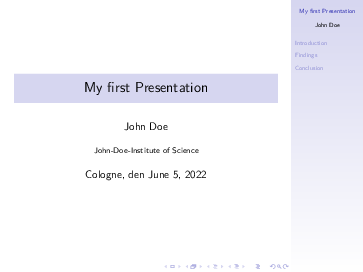 My first Presentation
John Doe
John-Doe-Institute of Science
Cologne, den June 5, 2022
My first Presentation
John Doe
Introduction
Findings
Conclusion